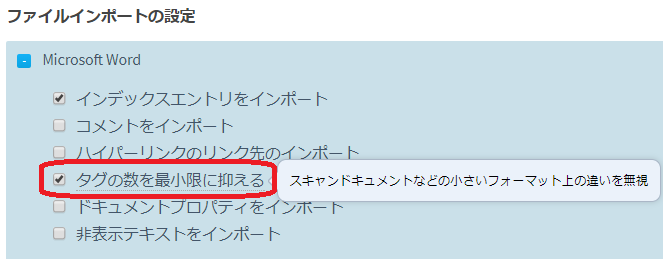 ファイルインポートの設定
Microsoft Word
インデックスエントリをインポート
コメントをインポート
ハイパーリンクのリンク先のインポート
タグの数を最小限に抑える
スキャンドキュメントなどの小さいフォーマット上の違いを無視
ドキュメントプロパティをインポート
非表示テキストをインポート